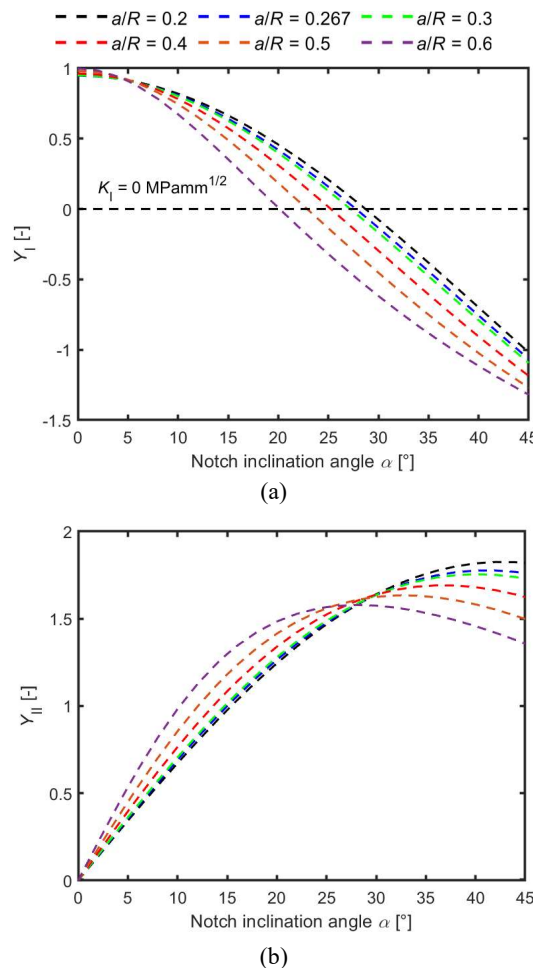 a/R = 0.2 a/R = 0.267 a/R = 0.3
a/R = 0.4 a/R = 0.5 a/R = 0.6
1
0.5
K_I = 0 MPamm^{1/2}
0
Y_I [-]
-0.5
-1
-1.5
0 5 10 15 20 25 30 35 40 45
Notch inclination angle α [°]
(a)
2
1.5
Y_{II} [-]
1
0.5
0
0 5 10 15 20 25 30 35 40 45
Notch inclination angle α [°]
(b)